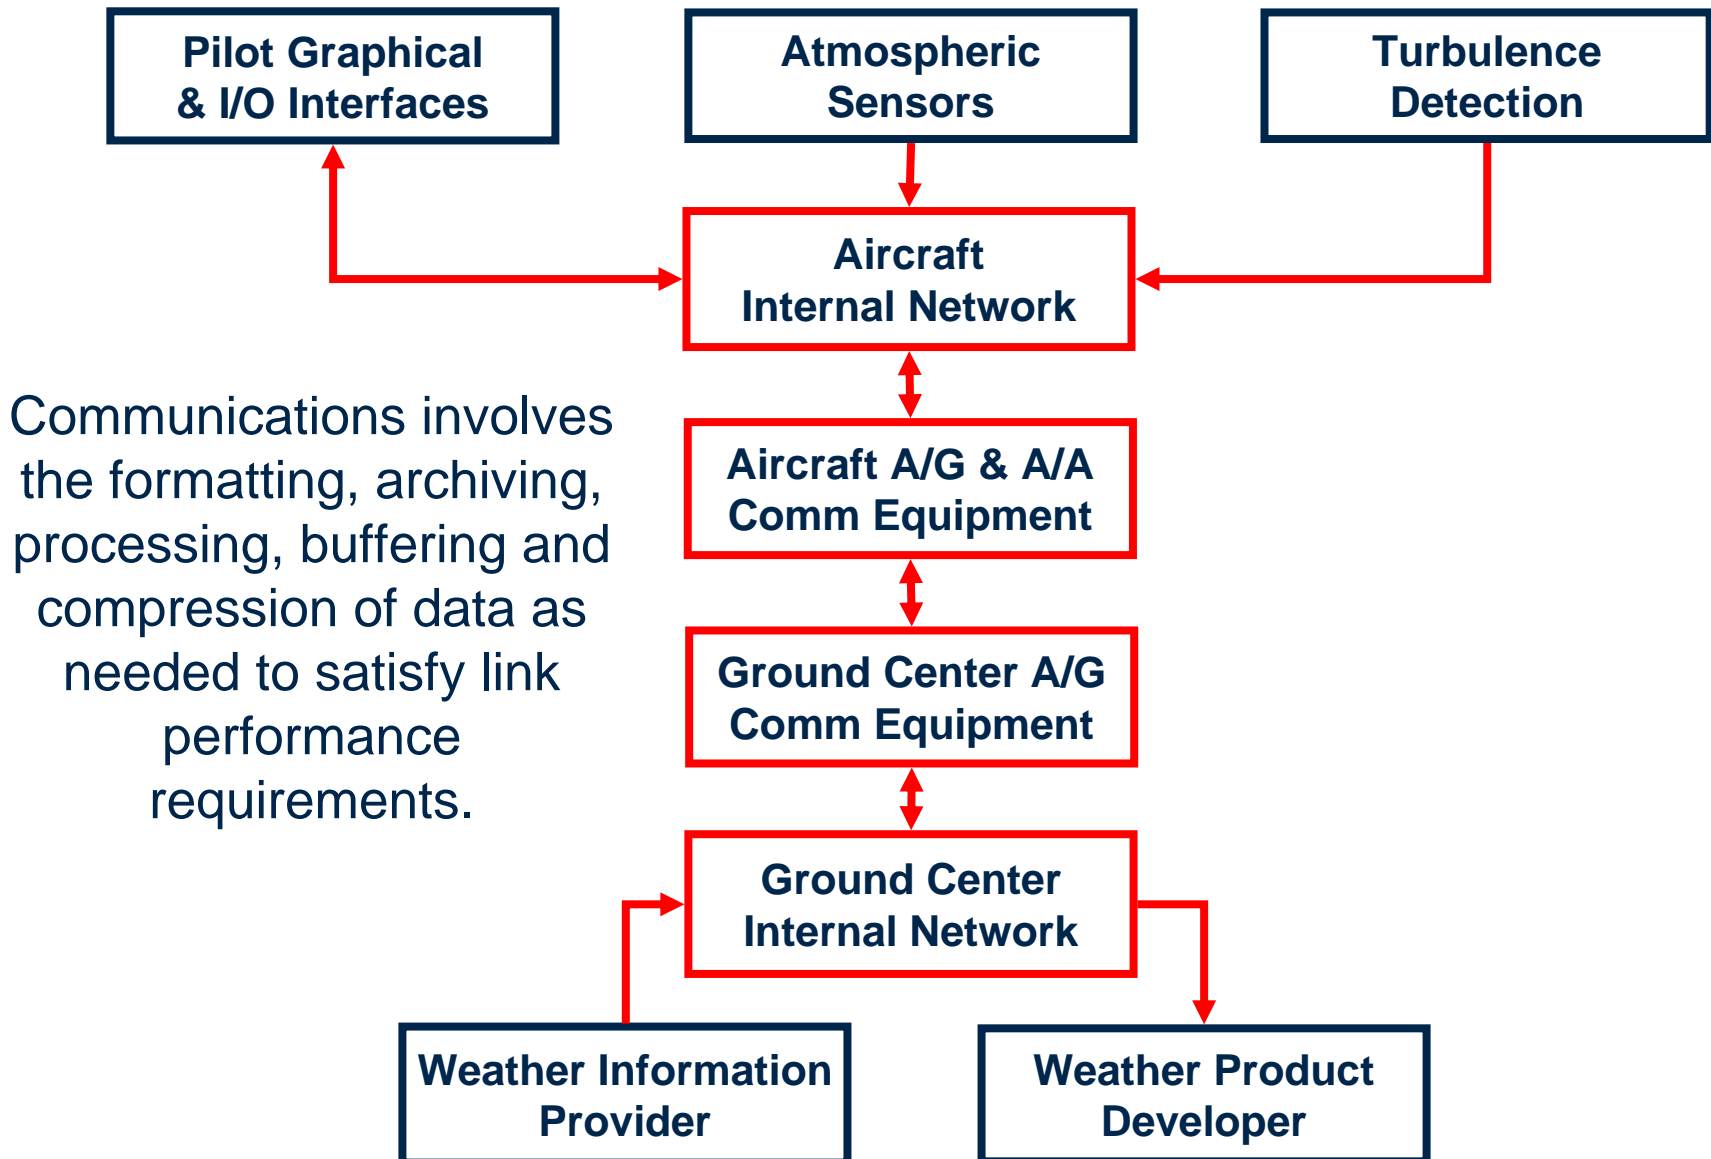 Pilot Graphical
& I/O Interfaces
Atmospheric
Sensors
Turbulence
Detection
Aircraft
Internal Network
Communications involves
the formatting, archiving,
processing, buffering and
compression of data as
needed to satisfy link
performance
requirements.
Aircraft A/G & A/A
Comm Equipment
Ground Center A/G
Comm Equipment
Ground Center
Internal Network
Weather Information
Provider
Weather Product
Developer